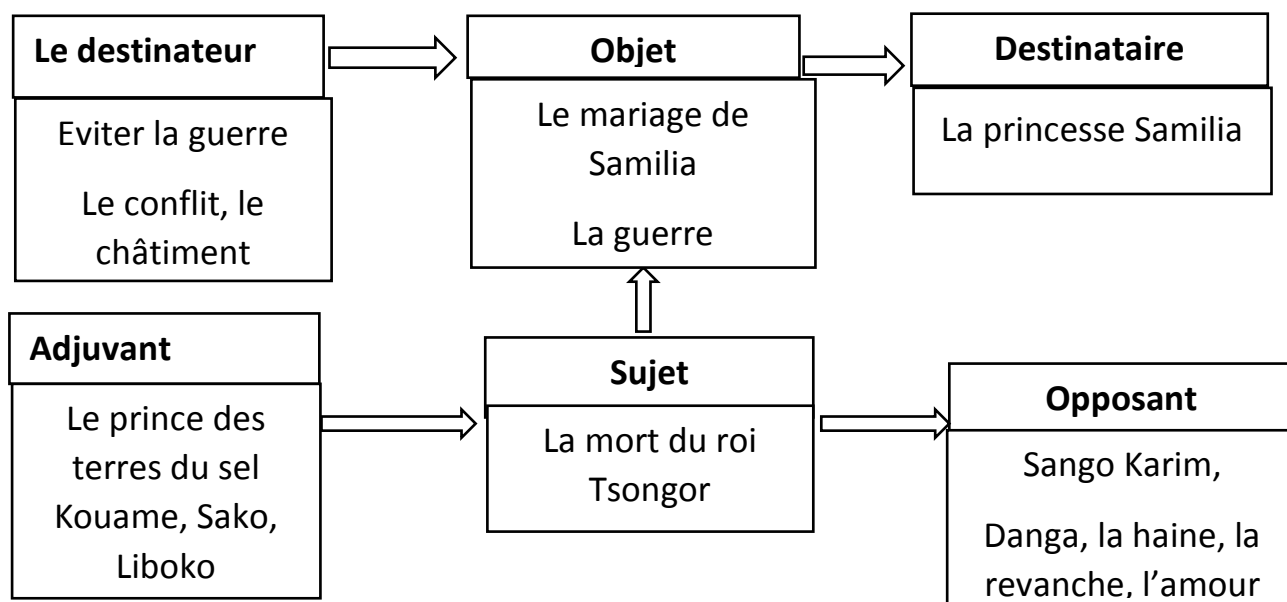 Le destinateur
Eviter la guerre
Le conflit, le
châtiment
Objet
Le mariage de
Samilia
La guerre
Destinataire
La princesse Samilia
Adjuvant
Le prince des
terres du sel
Kouame, Sako,
Liboko
Sujet
La mort du roi
Tsongor
Opposant
Sango Karim,
Danga, la haine, la
revanche, l’amour